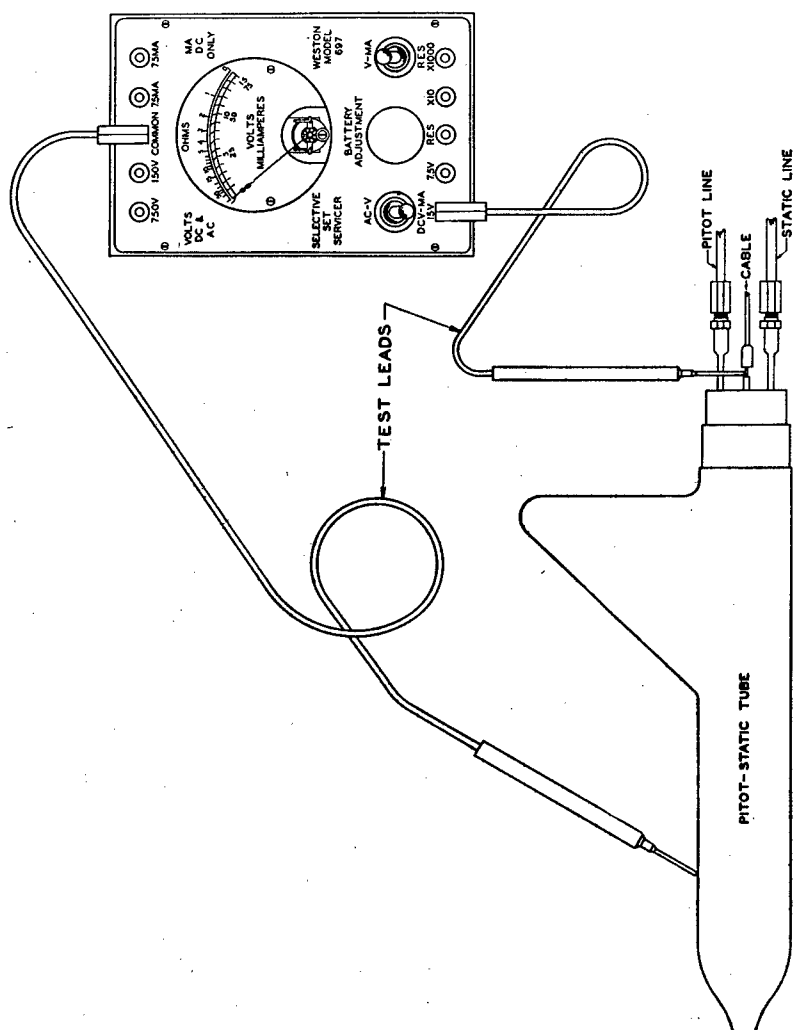 750V 150V COMMON 7.5MA 75MA
VOLTS
DC &
AC
MA
DC
ONLY
OHMS
VOLTS
MILLIAMPERES
SELECTIVE
SET
SERVICER
WESTON
MODEL
697
BATTERY
ADJUSTMENT
AC-V
DCV-MA
V-MA
RES
15V 7.5V RES X10 X1000
TEST LEADS
PITOT LINE
CABLE
STATIC LINE
PITOT-STATIC TUBE